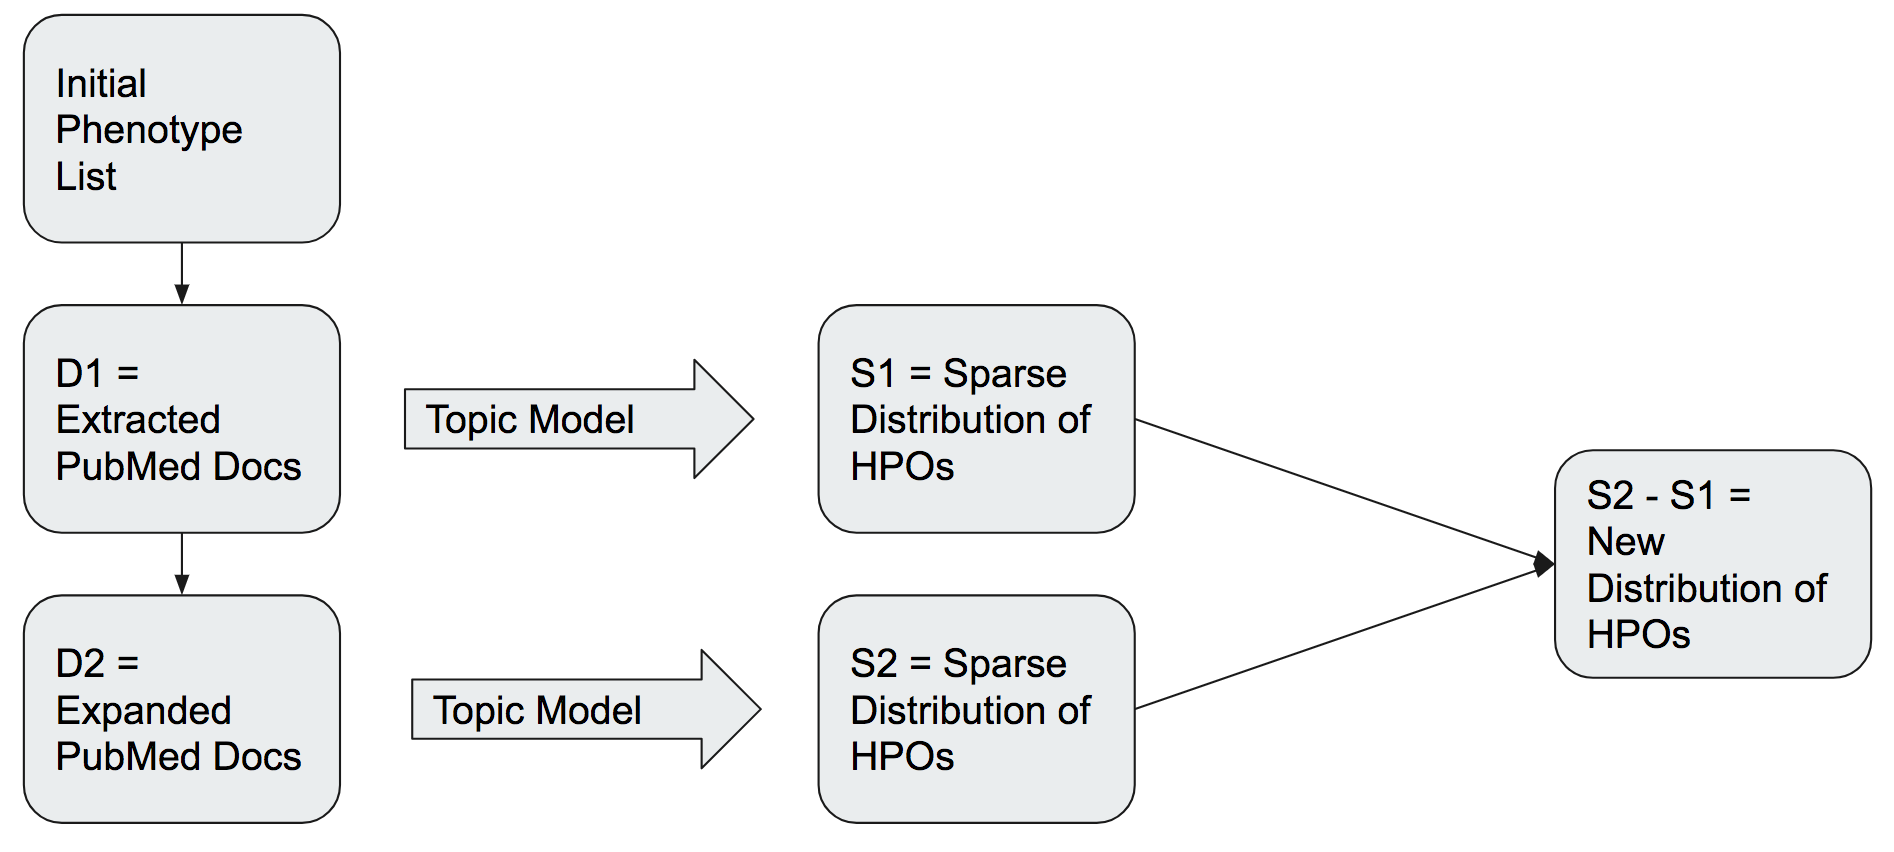 Initial
Phenotype
List
D1 =
Extracted
PubMed Docs
Topic Model
S1 = Sparse
Distribution of
HPOs
D2 =
Expanded
PubMed Docs
Topic Model
S2 = Sparse
Distribution of
HPOs
S2 - S1 =
New
Distribution of
HPOs